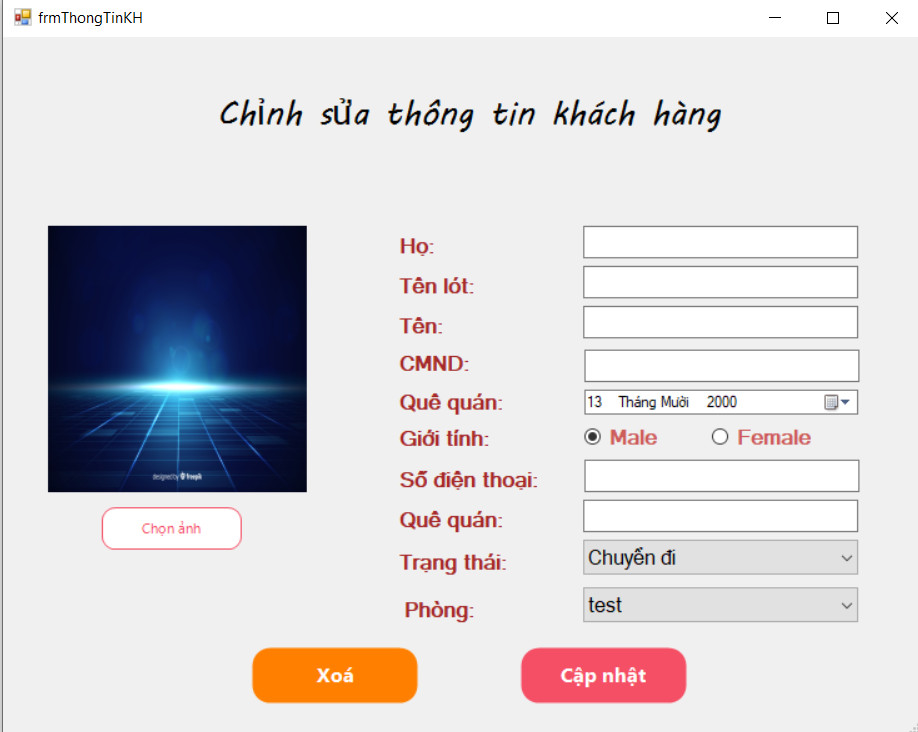 frmThongTinKH
Chỉnh sửa thông tin khách hàng
Họ:
Tên lót:
Tên:
CMND:
Quê quán: 13 Tháng Mười 2000
Giới tính: Male Female
Số điện thoại:
Quê quán:
Trạng thái: Chuyển đi
Phòng: test
designed by freepik
Chọn ảnh
Xoá Cập nhật